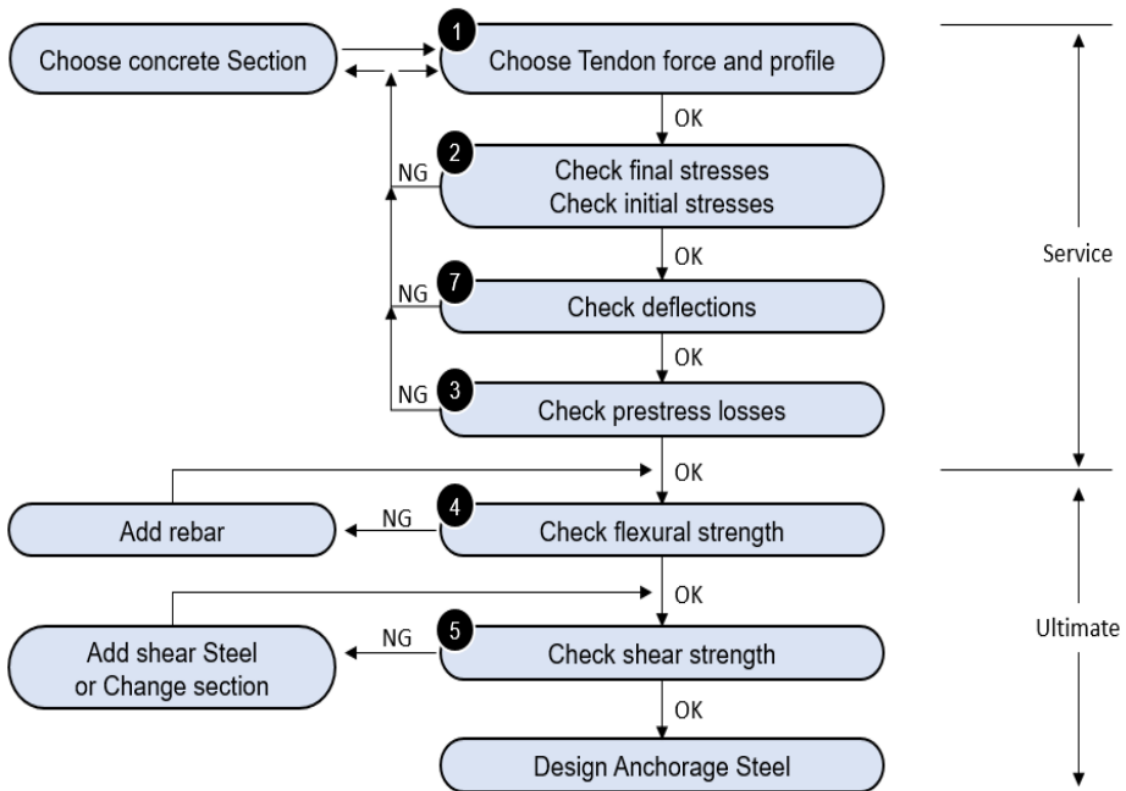 1
Choose concrete Section
Choose Tendon force and profile
OK
2
NG
Check final stresses
Check initial stresses
OK
Service
7
NG
Check deflections
OK
3
NG
Check prestress losses
OK
4
Add rebar
NG
Check flexural strength
OK
5
Ultimate
Add shear Steel
or Change section
NG
Check shear strength
OK
Design Anchorage Steel